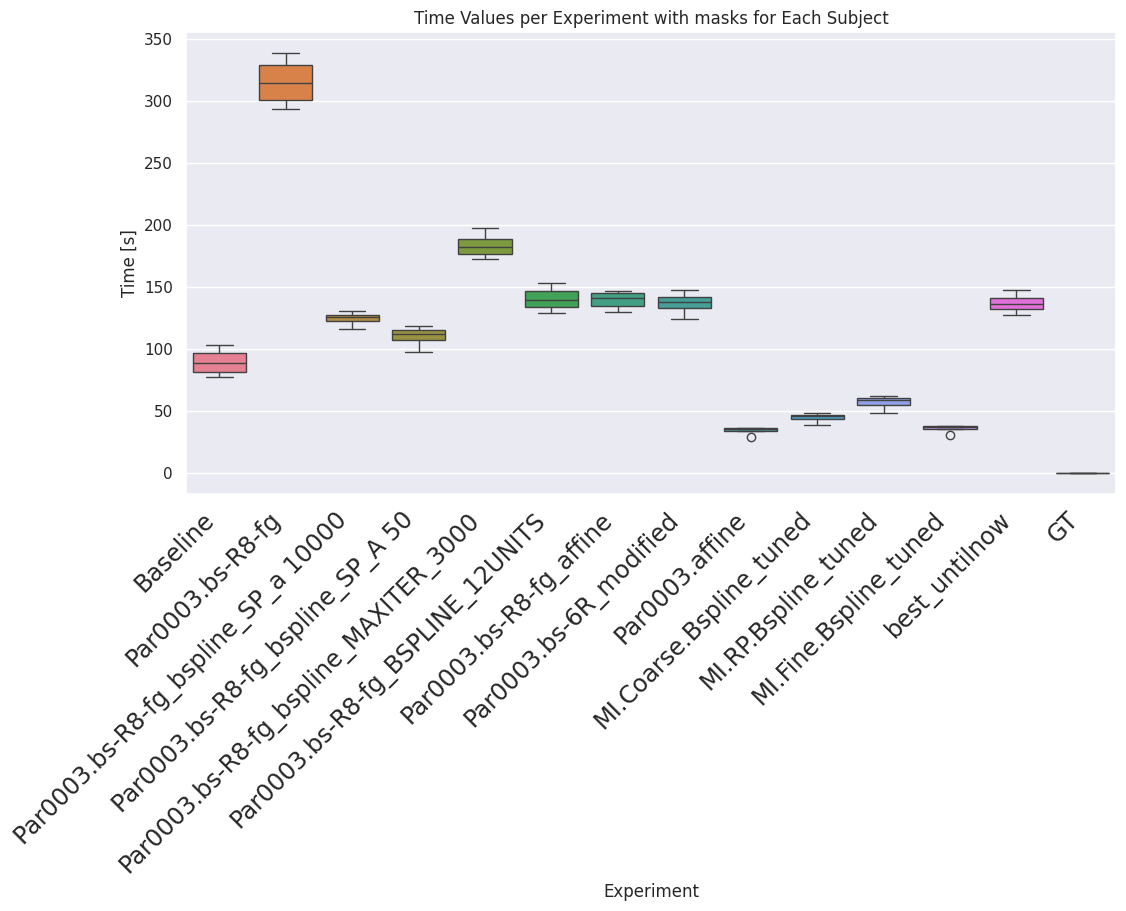 Time Values per Experiment with masks for Each Subject
Time [s]
350
300
250
200
150
100
50
0
Baseline
Par0003.bs-R8-fg
Par0003.bs-R8-fg_bspline_SP_a 10000
Par0003.bs-R8-fg_bspline_SP_A 50
Par0003.bs-R8-fg_bspline_MAXITER_3000
Par0003.bs-R8-fg_BSPLINE_12UNITS
Par0003.bs-R8-fg_affine
Par0003.bs-6R_modified
Par0003.affine
MI.Coarse.Bspline_tuned
MI.RP.Bspline_tuned
MI.Fine.Bspline_tuned
best_untilnow
GT
Experiment